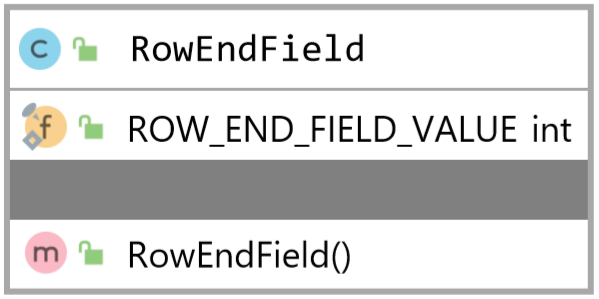 c RowEndField
f ROW_END_FIELD_VALUE int
m RowEndField()